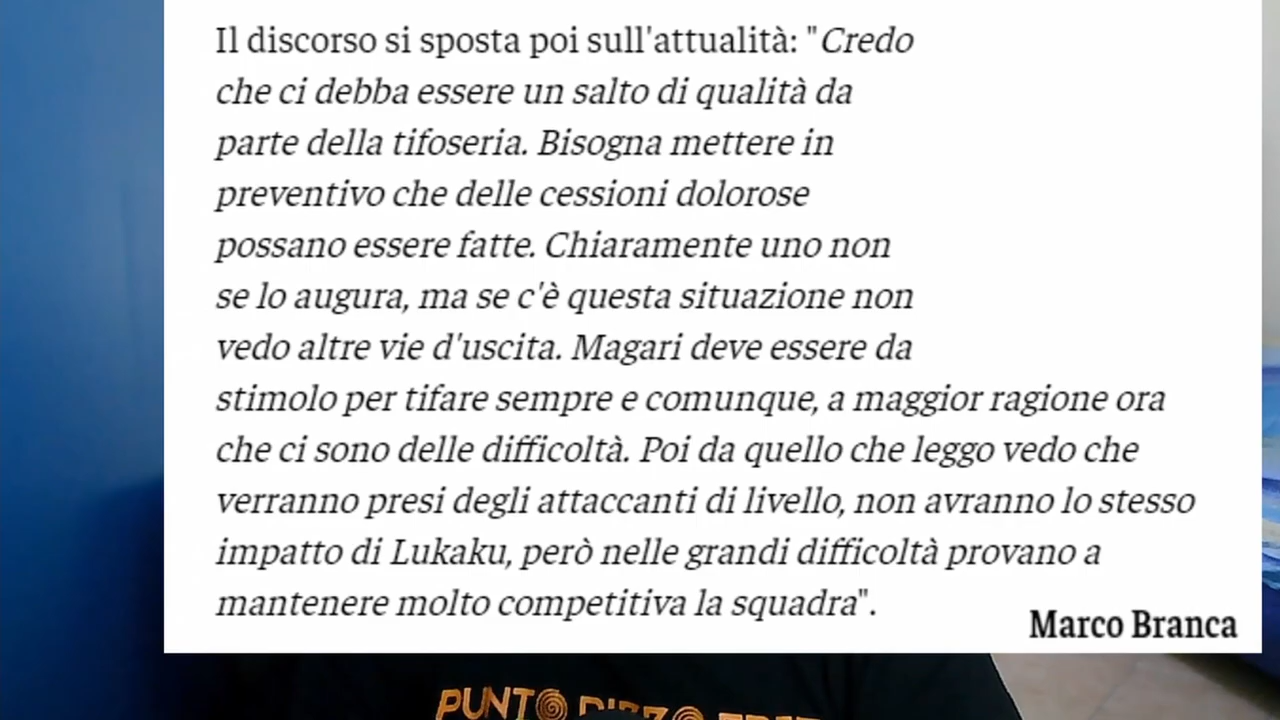 Il discorso si sposta poi sull'attualità: "Credo
che ci debba essere un salto di qualità da
parte della tifoseria. Bisogna mettere in
preventivo che delle cessioni dolorose
possano essere fatte. Chiaramente uno non
se lo augura, ma se c'è questa situazione non
vedo altre vie d'uscita. Magari deve essere da
stimolo per tifare sempre e comunque, a maggior ragione ora
che ci sono delle difficoltà. Poi da quello che leggo vedo che
verranno presi degli attaccanti di livello, non avranno lo stesso
impatto di Lukaku, però nelle grandi difficoltà provano a
mantenere molto competitiva la squadra".
Marco Branca
PUNTO